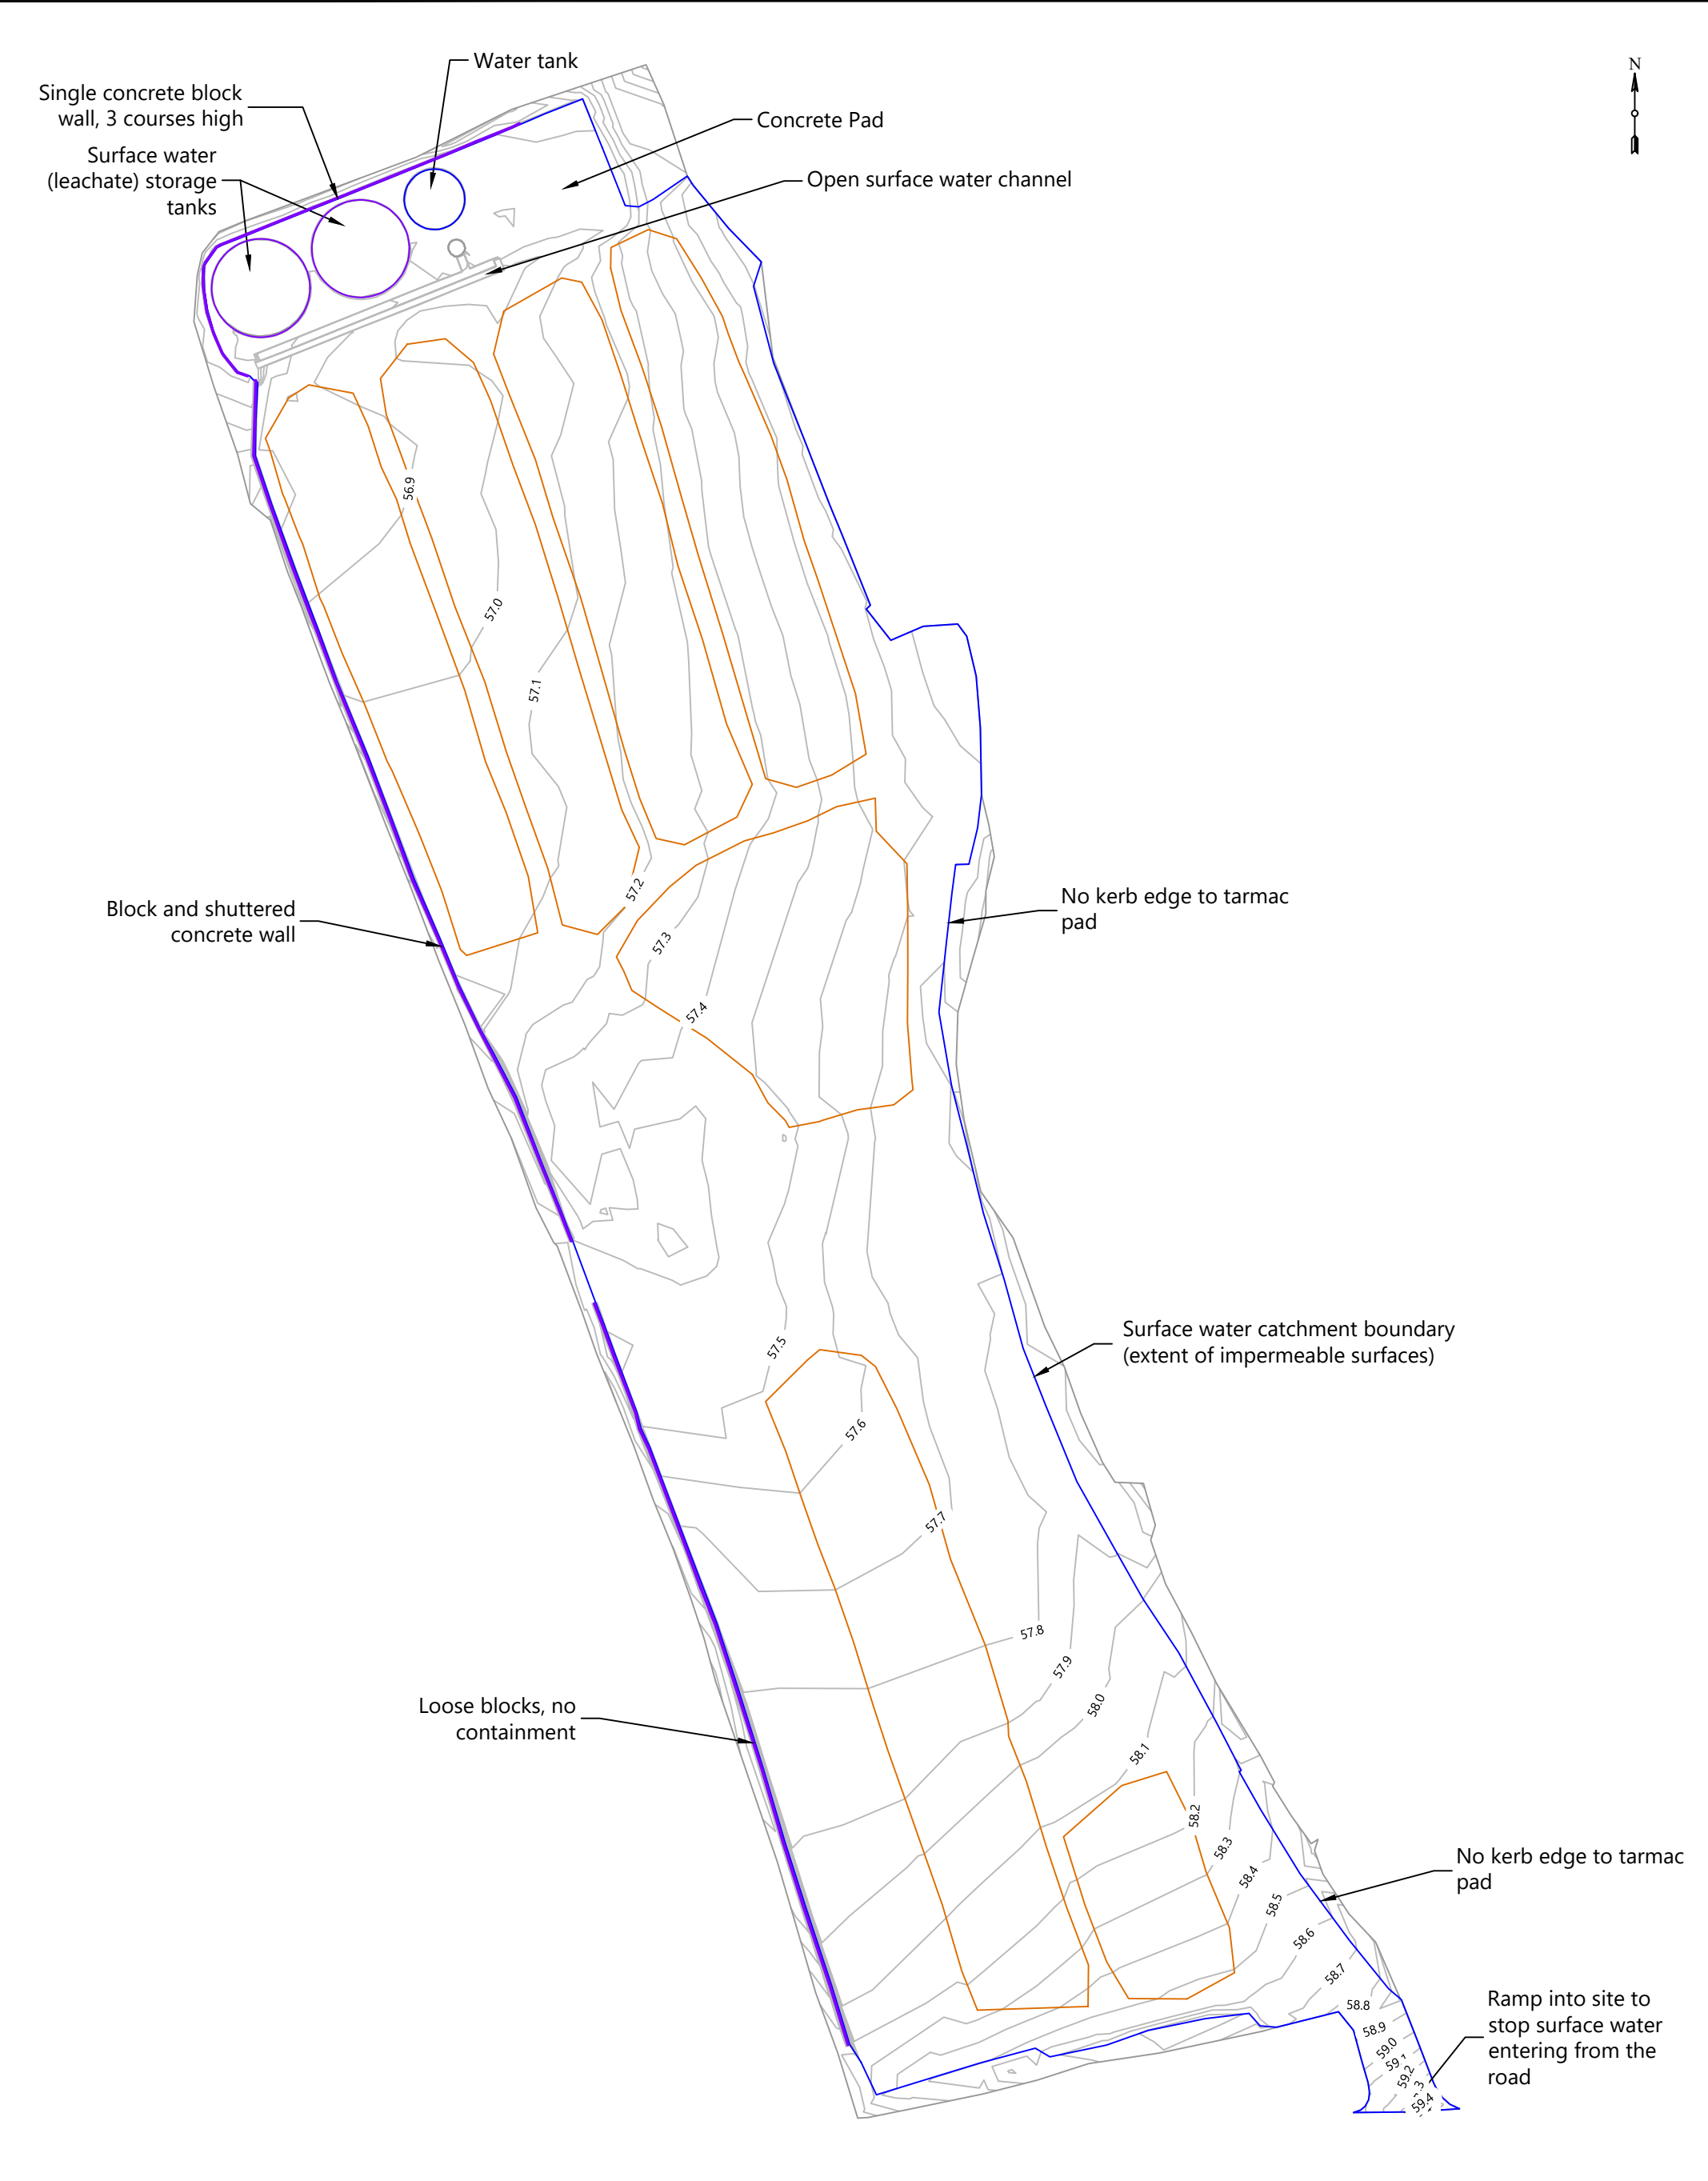 Water tank
N
Single concrete block
wall, 3 courses high
Concrete Pad
Surface water
(leachate) storage
tanks
Open surface water channel
56.9
57.0
57.1
57.2
No kerb edge to tarmac
pad
Block and shuttered
concrete wall
57.3
57.4
Surface water catchment boundary
(extent of impermeable surfaces)
57.5
57.6
57.7
57.8
57.9
58.0
Loose blocks, no
containment
58.1
58.2
58.3
No kerb edge to tarmac
pad
58.4
58.5
58.6
58.7
58.8
Ramp into site to
stop surface water
entering from the
road
58.9
59.0
59.1
59.2
59.4